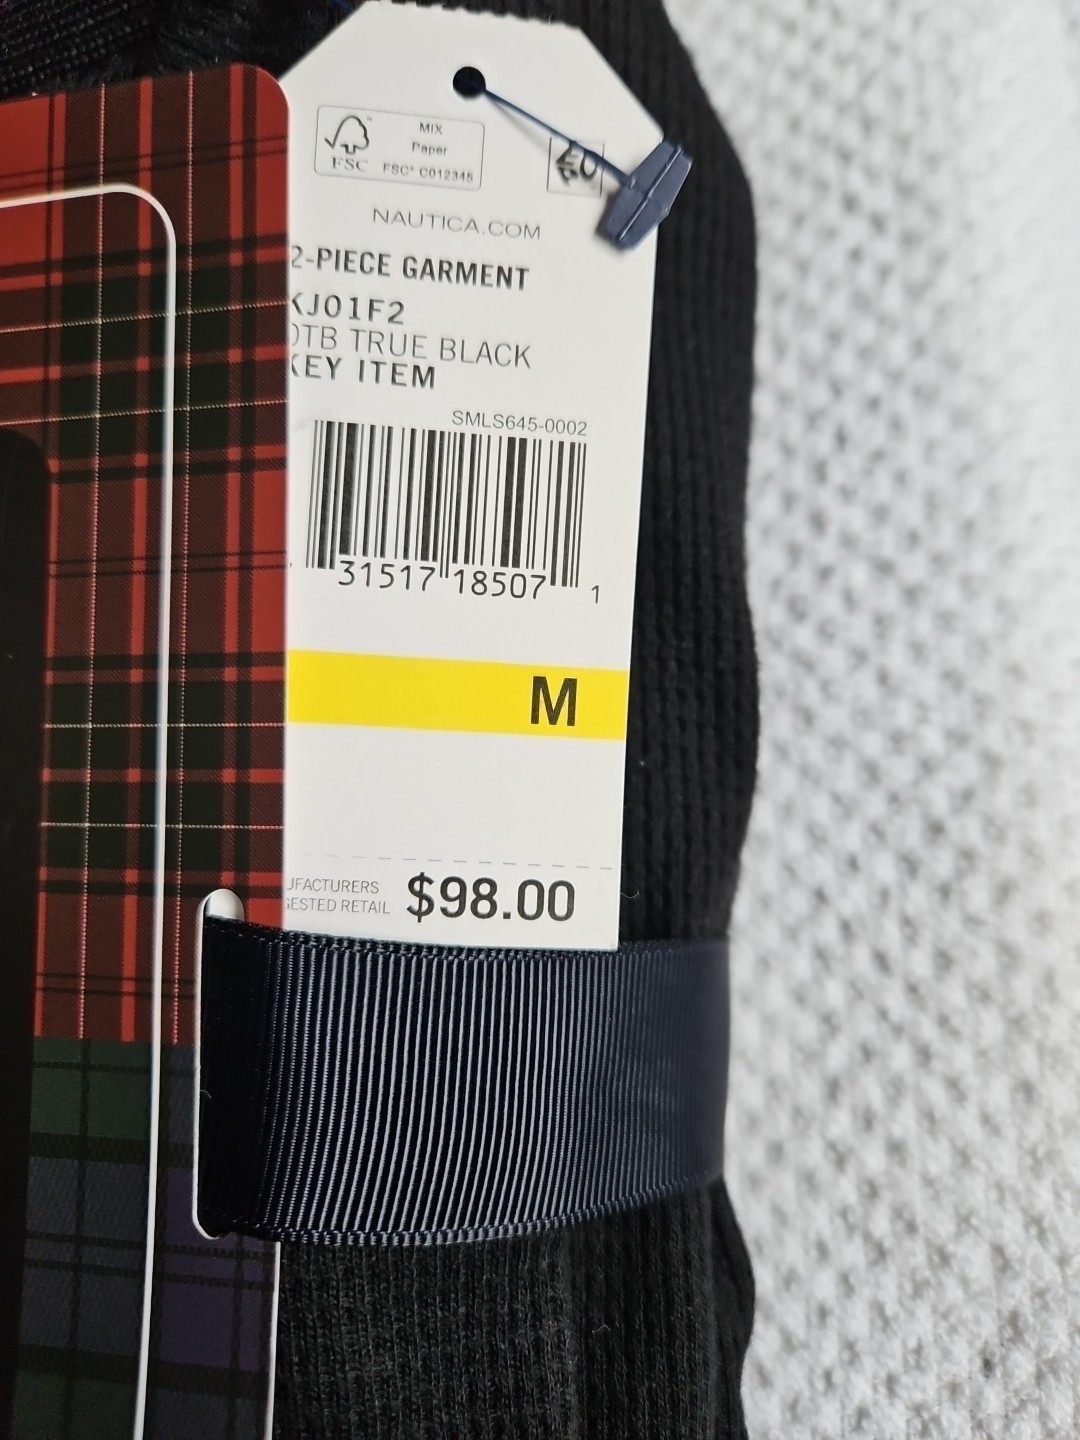 MIX
Paper
FSC
FSC® C012345
NAUTICA.COM
2-PIECE GARMENT
KJ01F2
0TB TRUE BLACK
KEY ITEM
SMLS645-0002
31517 18507 1
M
UFACTURERS
GESTED RETAIL
$98.00